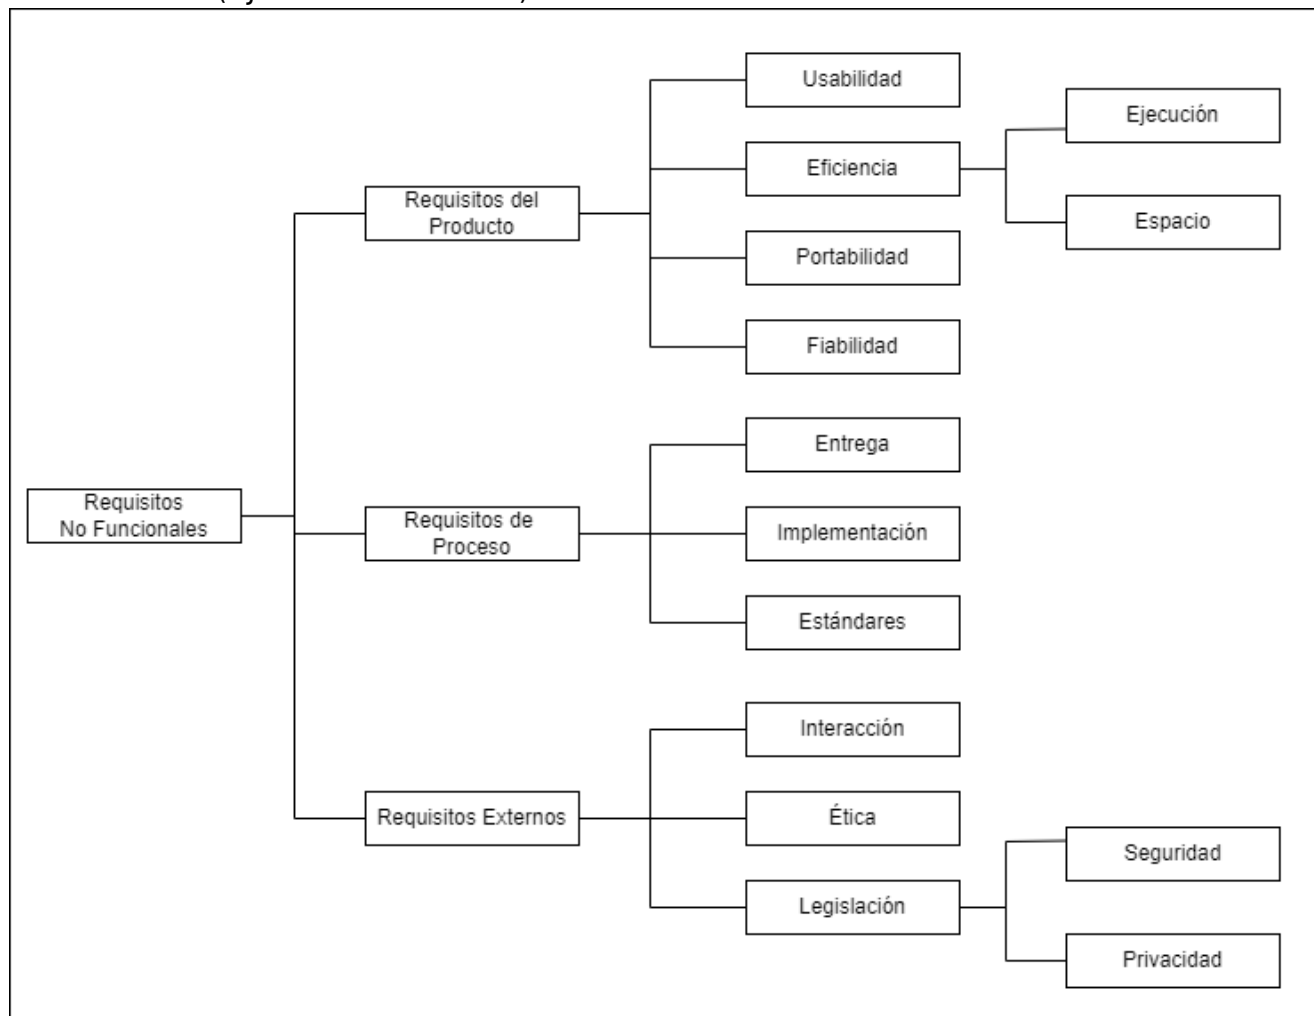 Usabilidad
Ejecución
Eficiencia
Requisitos del
Producto
Espacio
Portabilidad
Fiabilidad
Entrega
Requisitos
No Funcionales
Requisitos de
Proceso
Implementación
Estándares
Interacción
Requisitos Externos
Ética
Seguridad
Legislación
Privacidad